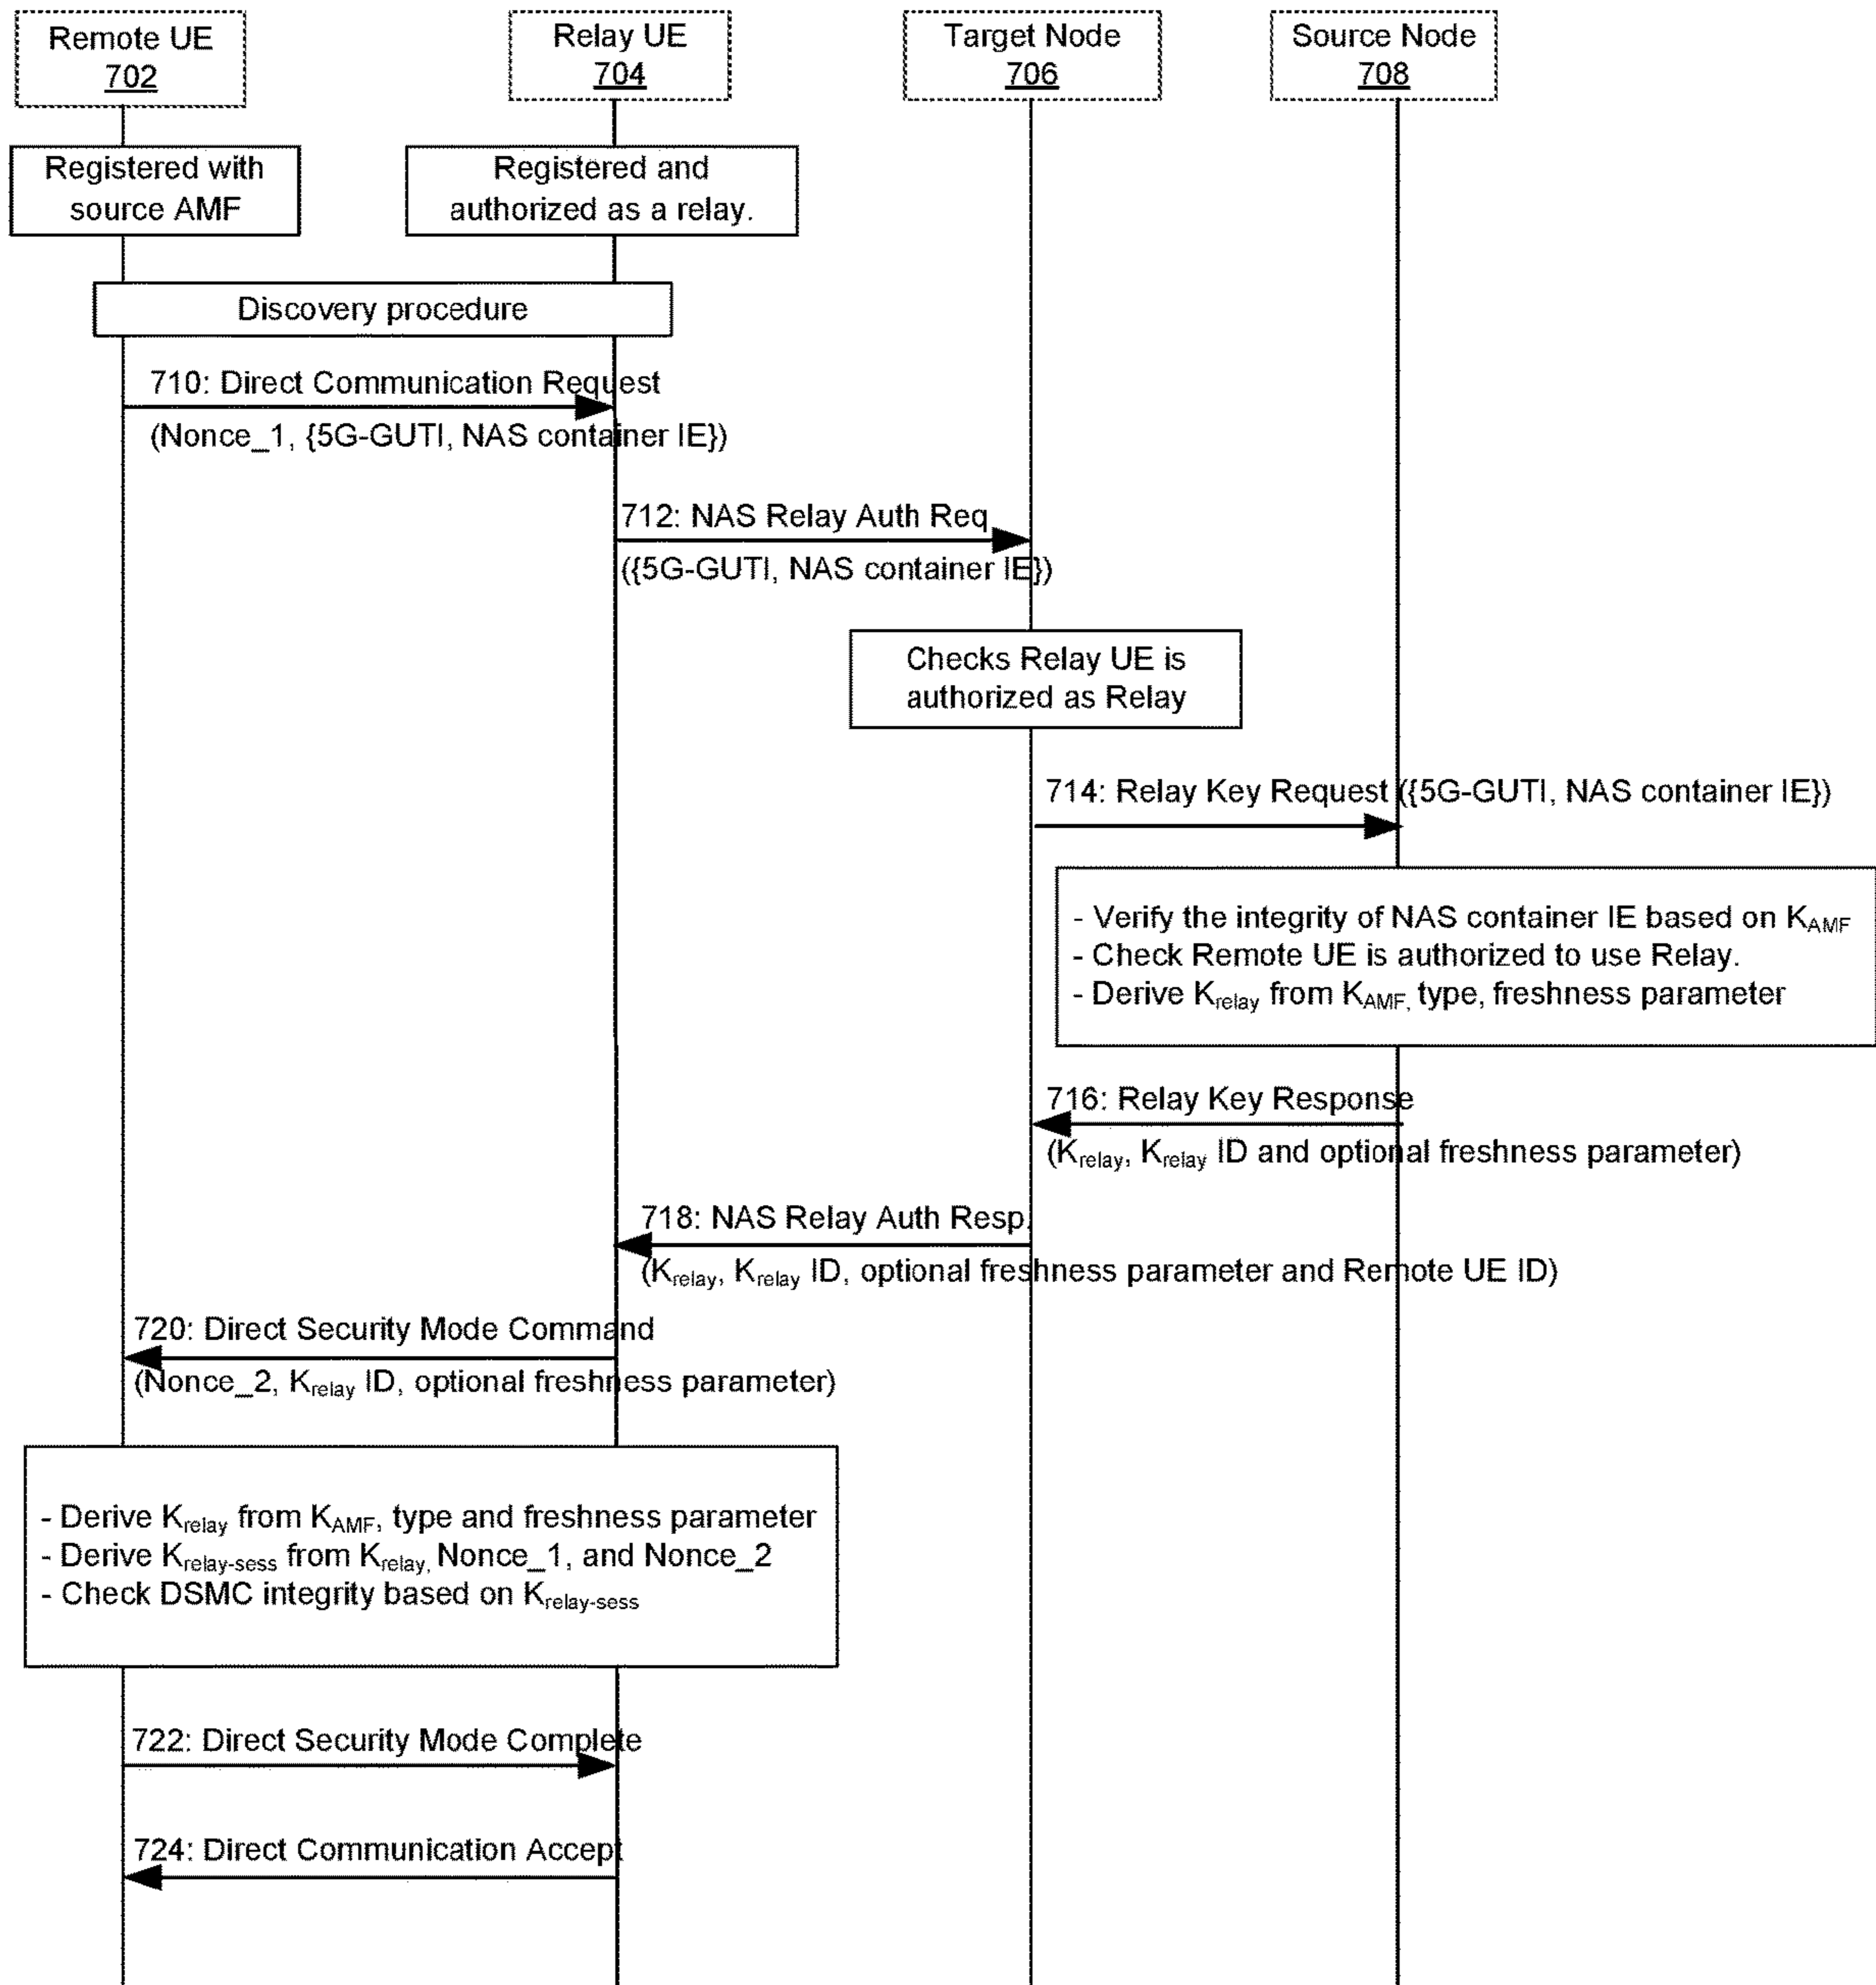 Remote UE
702
Relay UE
704
Target Node
706
Source Node
708
Registered with
source AMF
Registered and
authorized as a relay.
Discovery procedure
710: Direct Communication Request
(Nonce_1, {5G-GUTI, NAS container IE})
712: NAS Relay Auth Req
({5G-GUTI, NAS container IE})
Checks Relay UE is
authorized as Relay
714: Relay Key Request ({5G-GUTI, NAS container IE})
- Verify the integrity of NAS container IE based on KAMF
- Check Remote UE is authorized to use Relay.
- Derive Krelay from KAMF, type, freshness parameter
716: Relay Key Response
(Krelay, Krelay ID and optional freshness parameter)
718: NAS Relay Auth Resp.
(Krelay, Krelay ID, optional freshness parameter and Remote UE ID)
720: Direct Security Mode Command
(Nonce_2, Krelay ID, optional freshness parameter)
- Derive Krelay from KAMF, type and freshness parameter
- Derive Krelay-sess from Krelay, Nonce_1, and Nonce_2
- Check DSMC integrity based on Krelay-sess
722: Direct Security Mode Complete
724: Direct Communication Accept